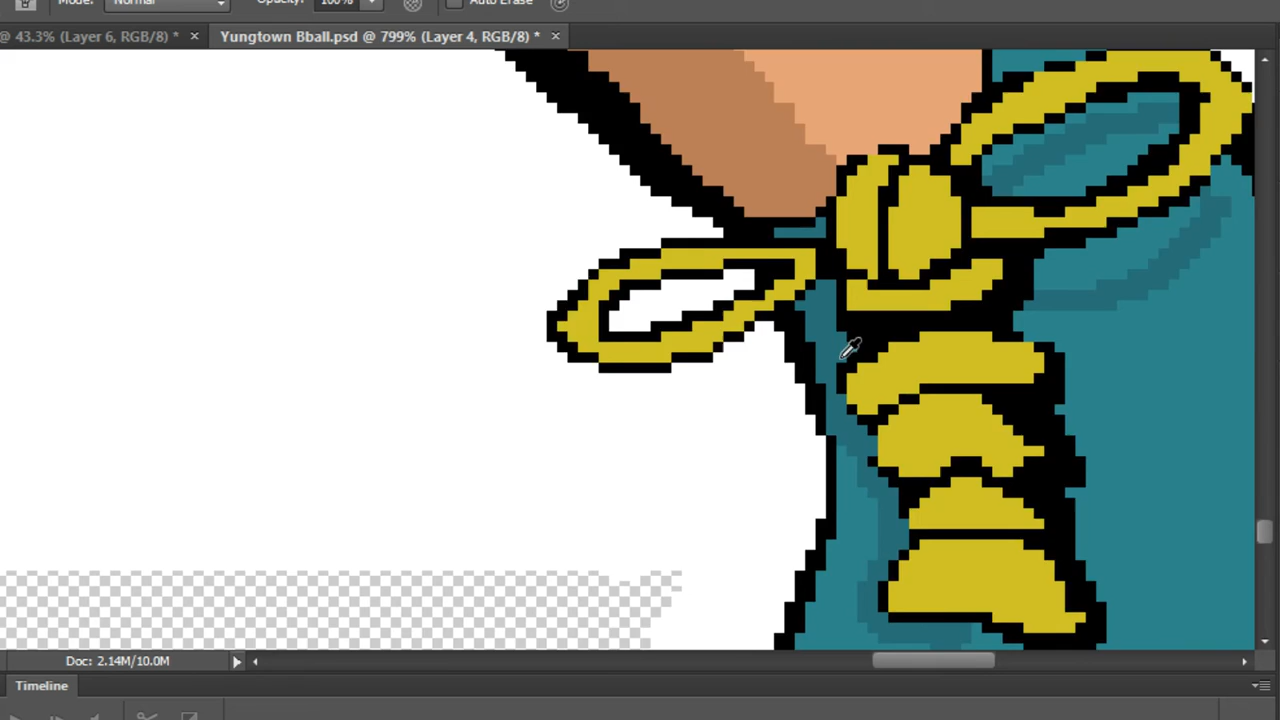 Mode: Normal Opacity: 100% Auto Erase
@ 43.3% (Layer 6, RGB/8) * × Yungtown Bball.psd @ 799% (Layer 4, RGB/8) * ×
Doc: 2.14M/10.0M
Timeline